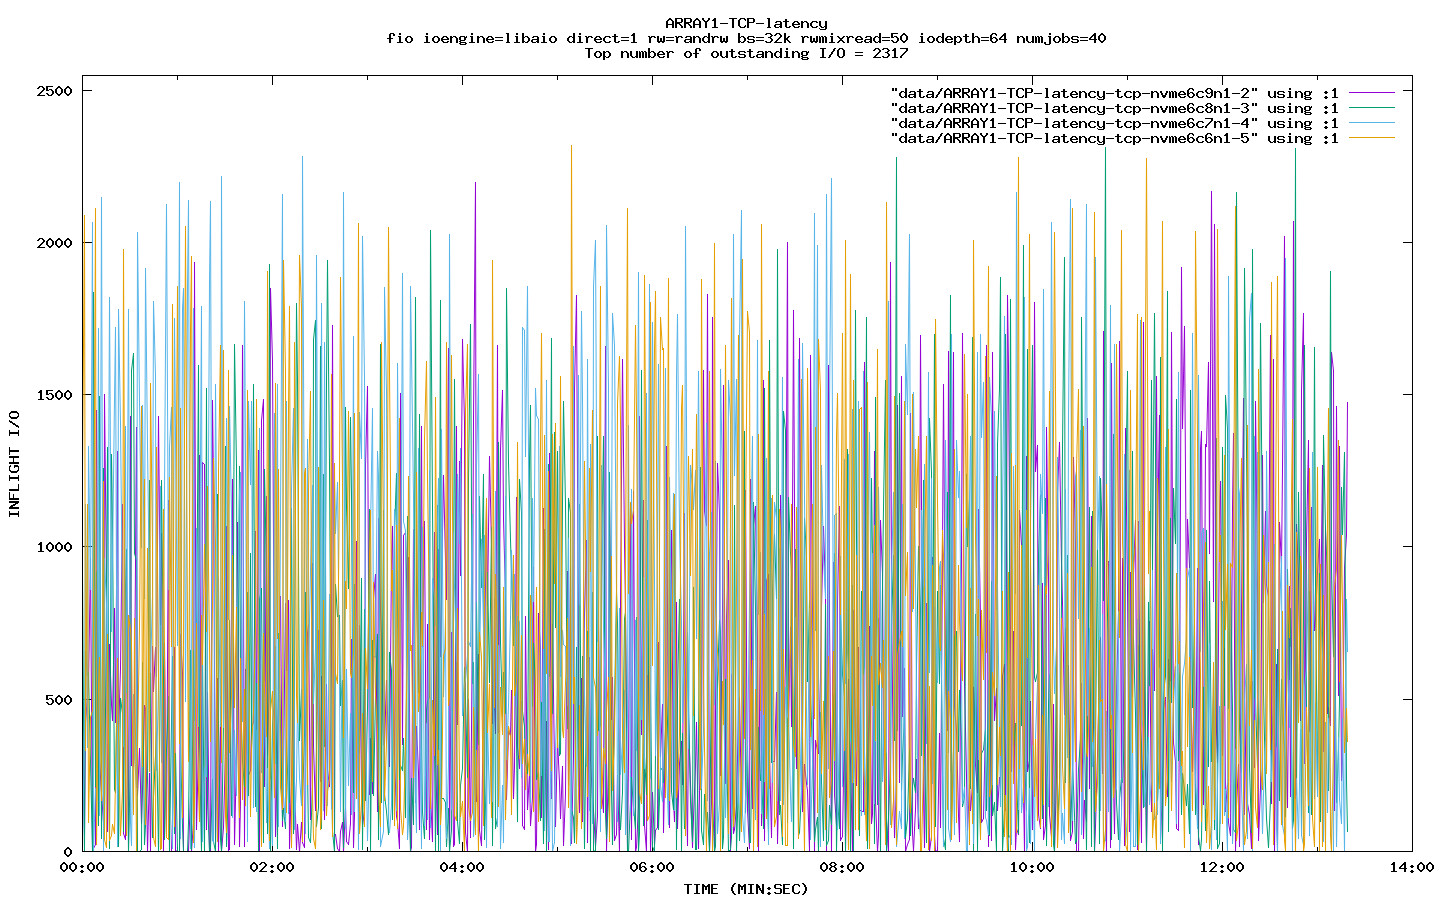 ARRAY1-TCP-latency
fio ioengine=libaio direct=1 rw=randrw bs=32k rwmixread=50 iodepth=64 numjobs=40
Top number of outstanding I/O = 2317
"data/ARRAY1-TCP-latency-tcp-nvme6c9n1-2" using :1
"data/ARRAY1-TCP-latency-tcp-nvme6c8n1-3" using :1
"data/ARRAY1-TCP-latency-tcp-nvme6c7n1-4" using :1
"data/ARRAY1-TCP-latency-tcp-nvme6c6n1-5" using :1
2500
2000
1500
1000
500
0
INFLIGHT I/O
00:00 02:00 04:00 06:00 08:00 10:00 12:00 14:00
TIME (MIN:SEC)